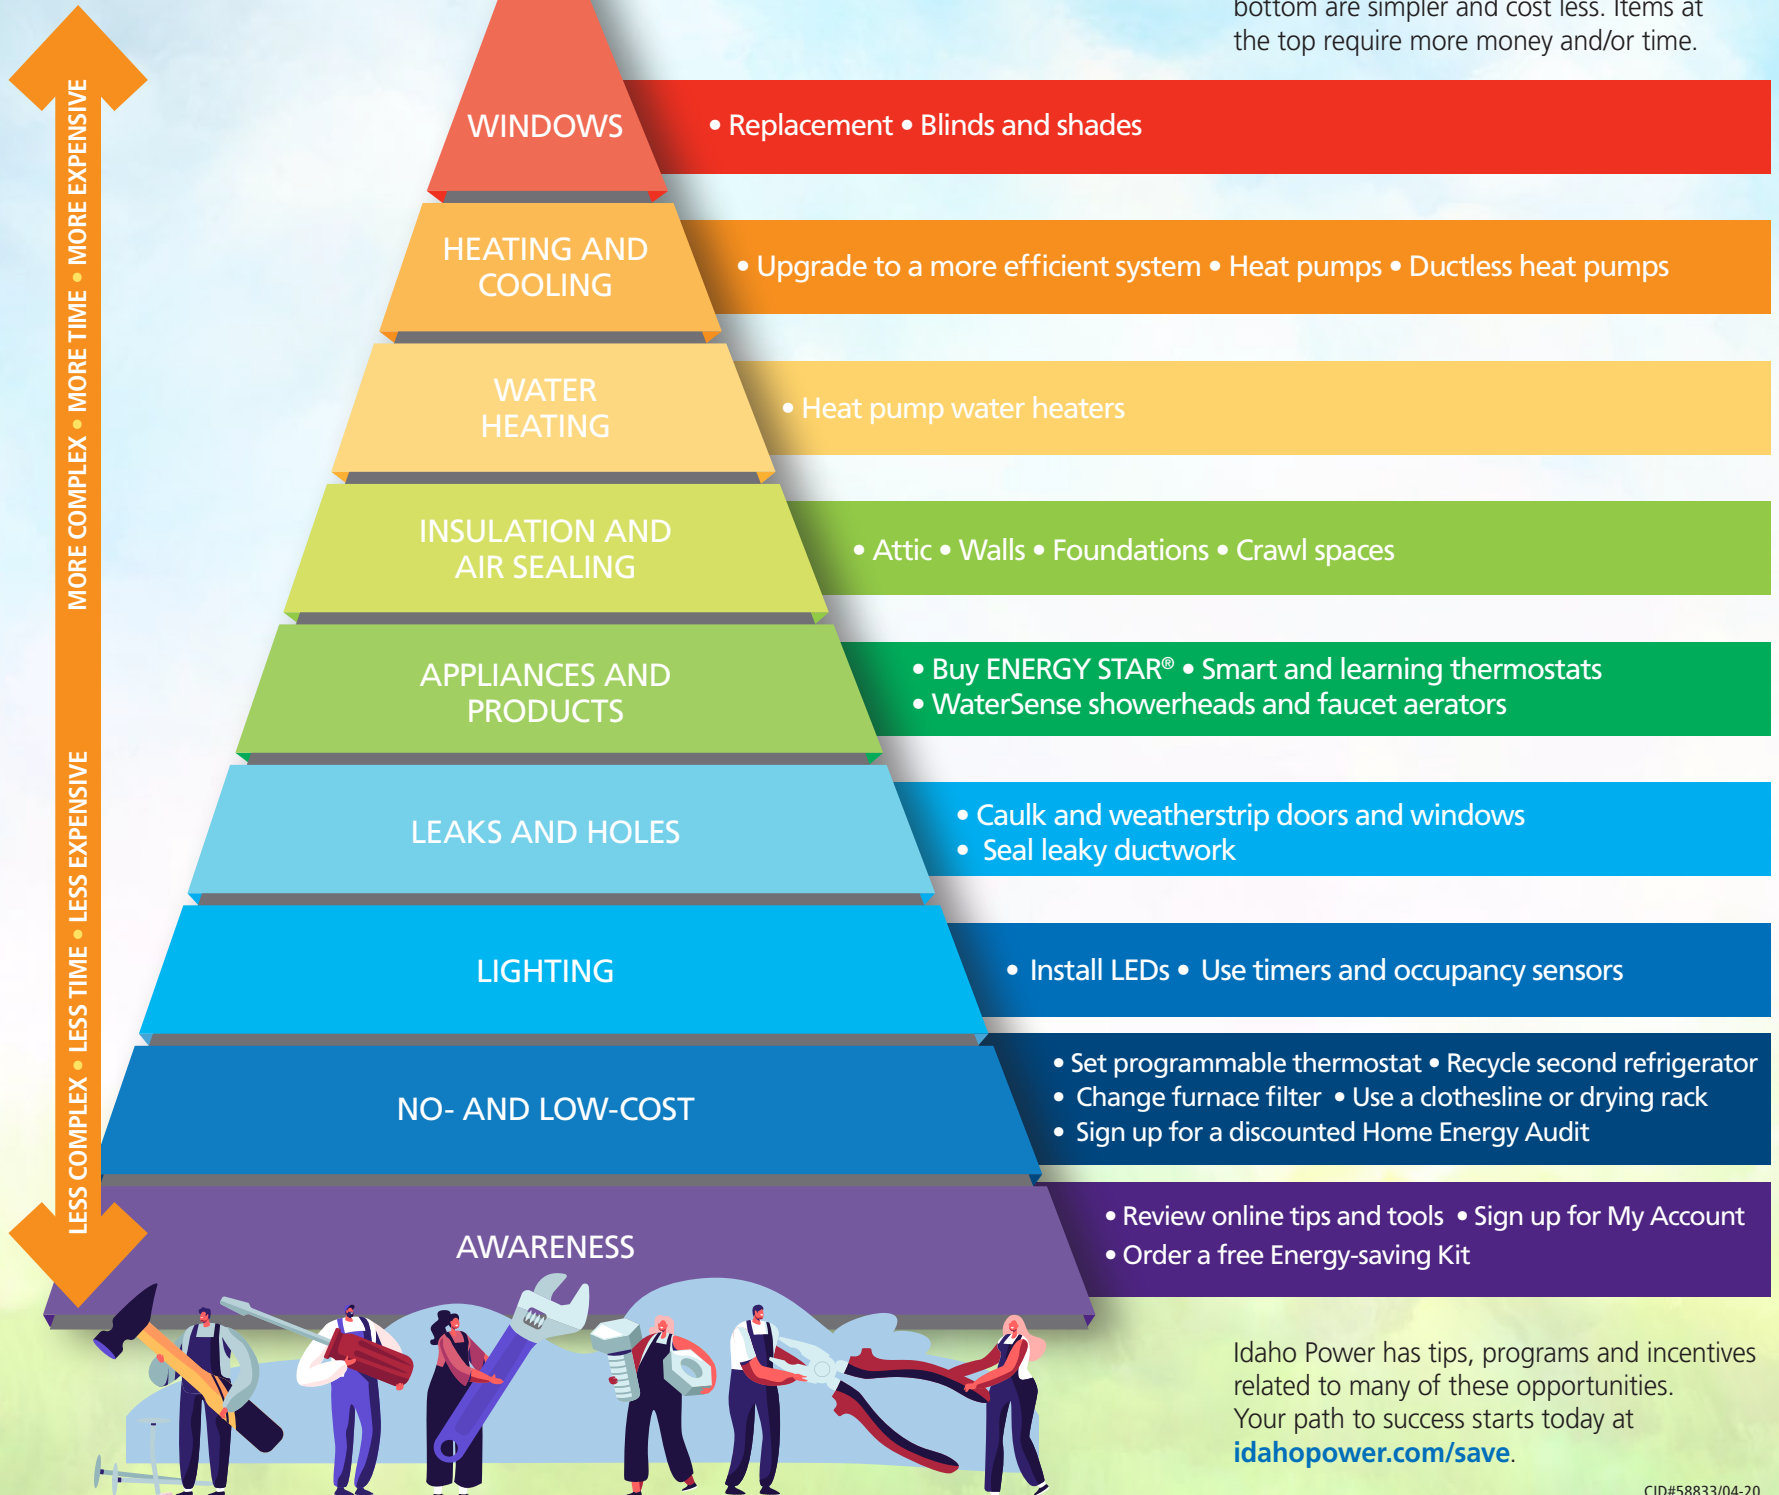 bottom are simpler and cost less. Items at
the top require more money and/or time.
MORE COMPLEX • MORE TIME • MORE EXPENSIVE
LESS COMPLEX • LESS TIME • LESS EXPENSIVE
WINDOWS
• Replacement • Blinds and shades
HEATING AND
COOLING
• Upgrade to a more efficient system • Heat pumps • Ductless heat pumps
WATER
HEATING
• Heat pump water heaters
INSULATION AND
AIR SEALING
• Attic • Walls • Foundations • Crawl spaces
APPLIANCES AND
PRODUCTS
• Buy ENERGY STAR® • Smart and learning thermostats
• WaterSense showerheads and faucet aerators
LEAKS AND HOLES
• Caulk and weatherstrip doors and windows
• Seal leaky ductwork
LIGHTING
• Install LEDs • Use timers and occupancy sensors
NO- AND LOW-COST
• Set programmable thermostat • Recycle second refrigerator
• Change furnace filter • Use a clothesline or drying rack
• Sign up for a discounted Home Energy Audit
AWARENESS
• Review online tips and tools • Sign up for My Account
• Order a free Energy-saving Kit
Idaho Power has tips, programs and incentives
related to many of these opportunities.
Your path to success starts today at
idahopower.com/save.
CID#58833/04-20